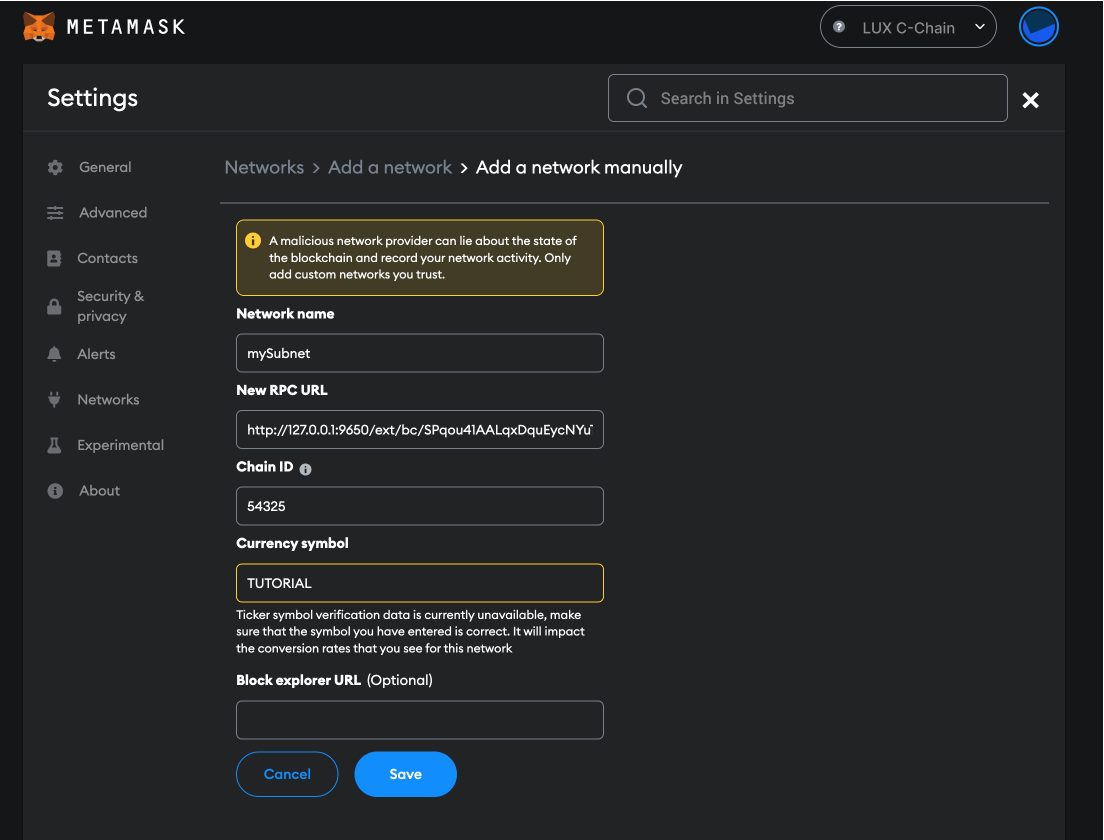 METAMASK
LUX C-Chain
Settings
Search in Settings
General
Advanced
Contacts
Security &
privacy
Alerts
Networks
Experimental
About
Networks > Add a network > Add a network manually
A malicious network provider can lie about the state of
the blockchain and record your network activity. Only
add custom networks you trust.
Network name
mySubnet
New RPC URL
http://127.0.0.1:9650/ext/bc/SPqou41AALqxDquEycNYu
Chain ID
54325
Currency symbol
TUTORIAL
Ticker symbol verification data is currently unavailable, make
sure that the symbol you have entered is correct. It will impact
the conversion rates that you see for this network
Block explorer URL (Optional)
Cancel
Save